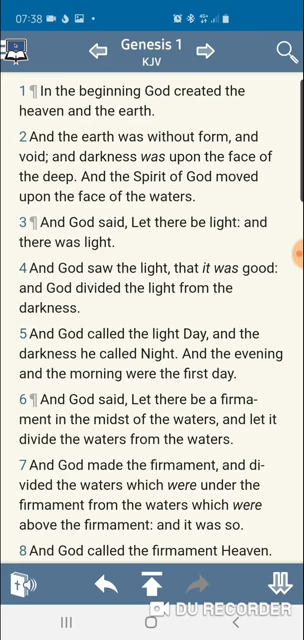 07:38
Genesis 1
KJV
1 ¶ In the beginning God created the
heaven and the earth.
2 And the earth was without form, and
void; and darkness was upon the face of
the deep. And the Spirit of God moved
upon the face of the waters.
3 ¶ And God said, Let there be light: and
there was light.
4 And God saw the light, that it was good:
and God divided the light from the
darkness.
5 And God called the light Day, and the
darkness he called Night. And the evening
and the morning were the first day.
6 ¶ And God said, Let there be a firma-
ment in the midst of the waters, and let it
divide the waters from the waters.
7 And God made the firmament, and di-
vided the waters which were under the
firmament from the waters which were
above the firmament: and it was so.
8 And God called the firmament Heaven.
DU RECORDER